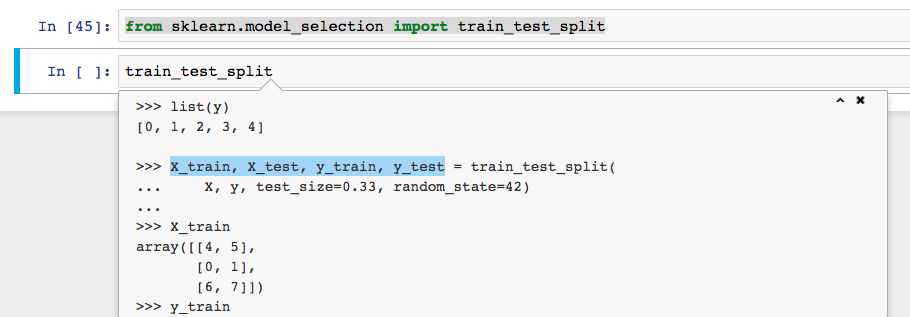 In [45]: from sklearn.model_selection import train_test_split
In [ ]: train_test_split
>>> list(y)
[0, 1, 2, 3, 4]
>>> X_train, X_test, y_train, y_test = train_test_split(
...     X, y, test_size=0.33, random_state=42)
...
>>> X_train
array([[4, 5],
       [0, 1],
       [6, 7]])
>>> y_train